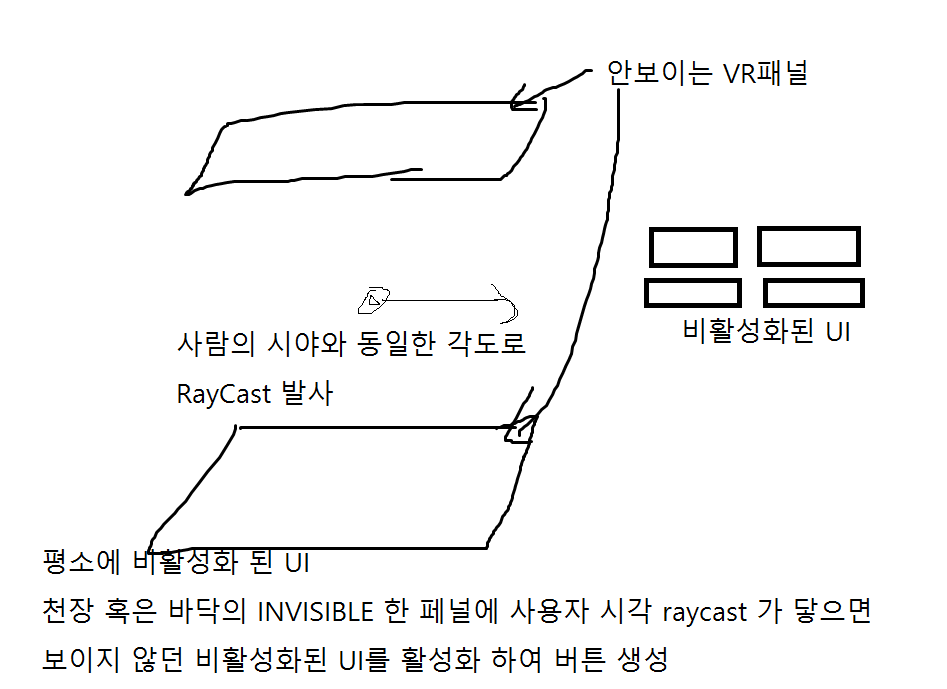 안보이는 VR패널
사람의 시야와 동일한 각도로
RayCast 발사
비활성화된 UI
평소에 비활성화 된 UI
천장 혹은 바닥의 INVISIBLE 한 페널에 사용자 시각 raycast 가 닿으면
보이지 않던 비활성화된 UI를 활성화 하여 버튼 생성